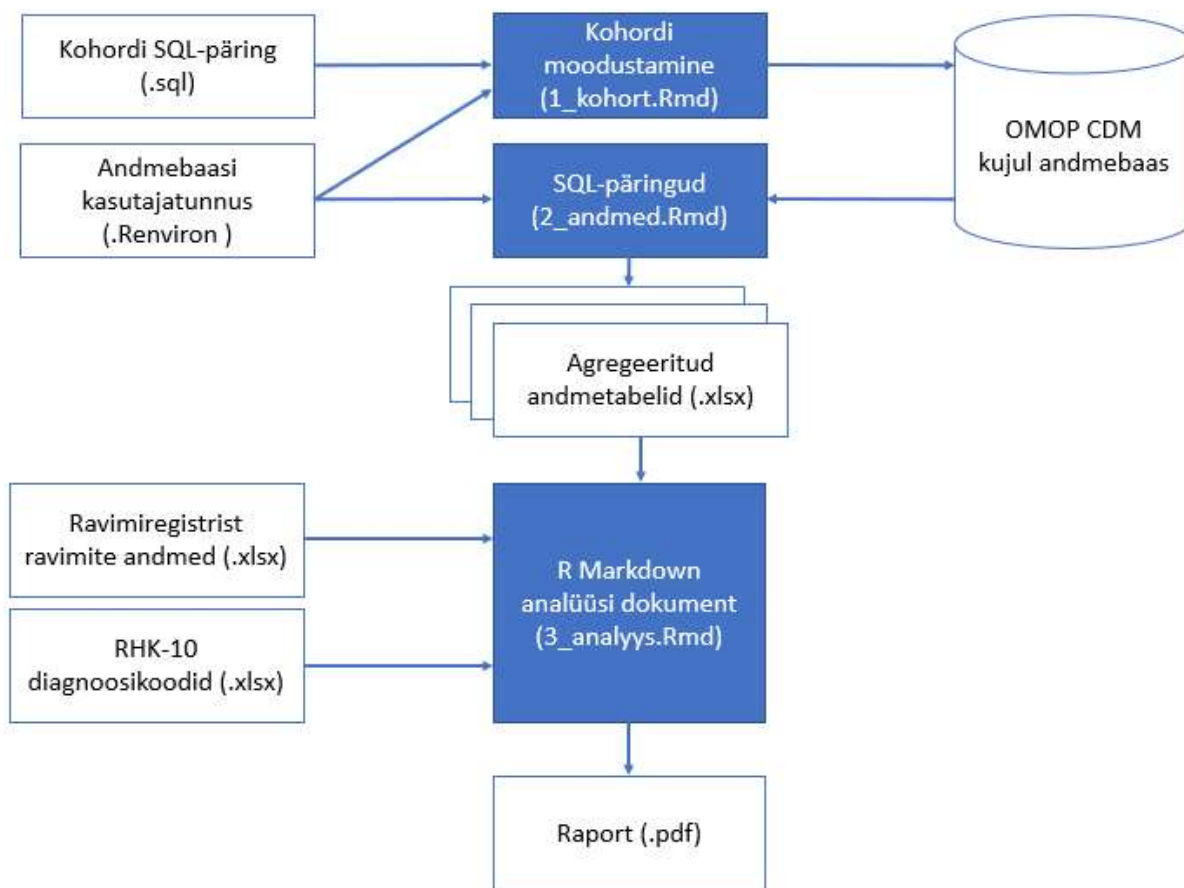 Kohordi SQL-päring
(.sql)
Kohordi
moodustamine
(1_kohort.Rmd)
OMOP CDM
kujul andmebaas
Andmebaasi
kasutajatunnus
(.Renviron )
SQL-päringud
(2_andmed.Rmd)
Agregeeritud
andmetabelid (.xlsx)
Ravimiregistrist
ravimite andmed (.xlsx)
R Markdown
analüüsi dokument
(3_analyys.Rmd)
RHK-10
diagnoosikoodid (.xlsx)
Raport (.pdf)